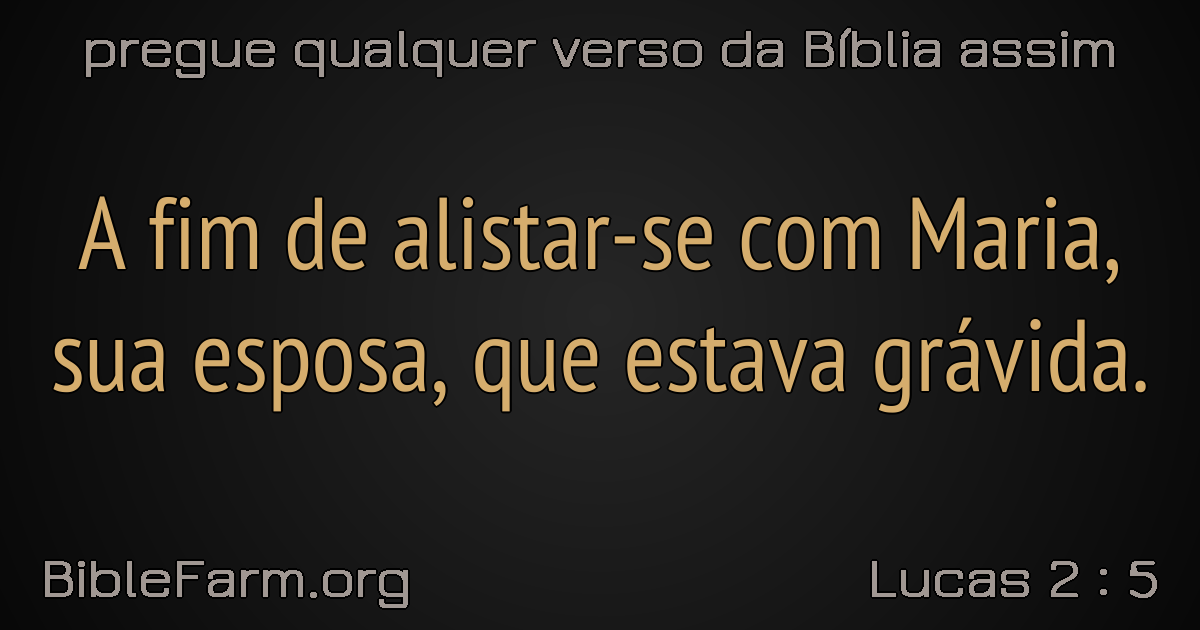 pregue qualquer verso da Bíblia assim
A fim de alistar-se com Maria,
sua esposa, que estava grávida.
BibleFarm.org
Lucas 2 : 5